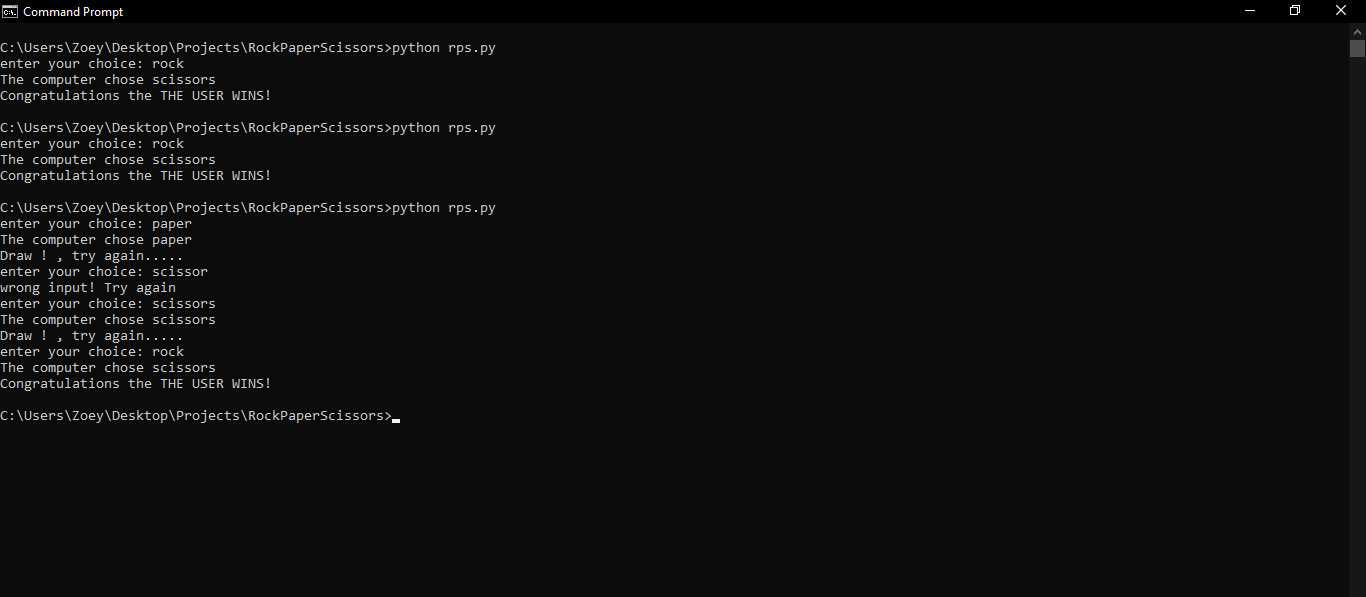 Command Prompt
C:\Users\Zoey\Desktop\Projects\RockPaperScissors>python rps.py
enter your choice: rock
The computer chose scissors
Congratulations the THE USER WINS!
C:\Users\Zoey\Desktop\Projects\RockPaperScissors>python rps.py
enter your choice: rock
The computer chose scissors
Congratulations the THE USER WINS!
C:\Users\Zoey\Desktop\Projects\RockPaperScissors>python rps.py
enter your choice: paper
The computer chose paper
Draw ! , try again.....
enter your choice: scissor
wrong input! Try again
enter your choice: scissors
The computer chose scissors
Draw ! , try again.....
enter your choice: rock
The computer chose scissors
Congratulations the THE USER WINS!
C:\Users\Zoey\Desktop\Projects\RockPaperScissors>